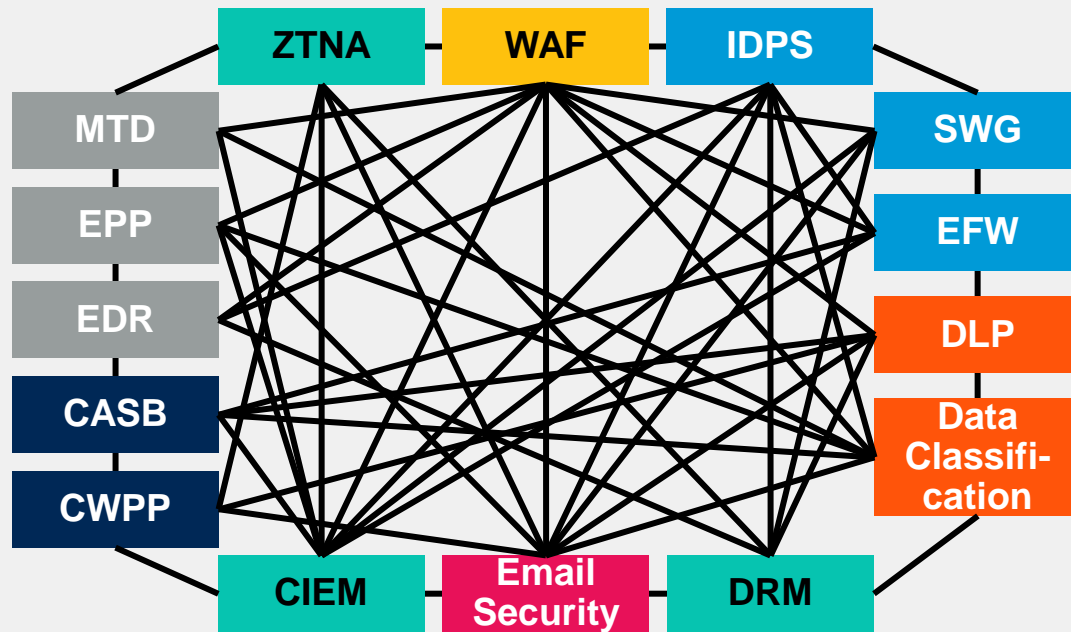 ZTNA
WAF
IDPS
MTD
SWG
EPP
EFW
EDR
DLP
CASB
Data
Classifi-
cation
CWPP
CIEM
Email
Security
DRM